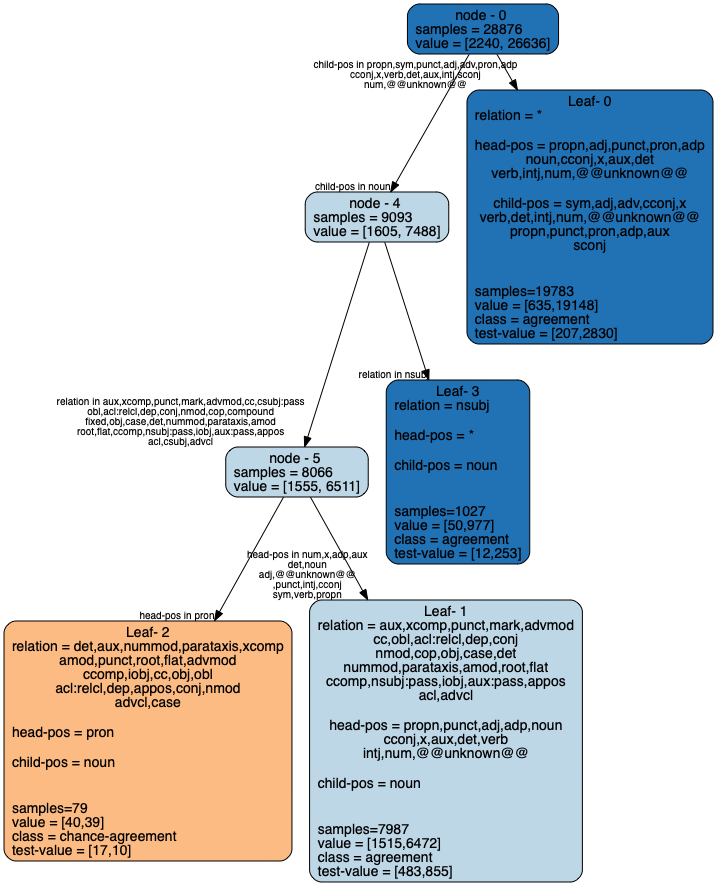 node - 0
samples = 28876
value = [2240, 26636]
child-pos in propn,sym,punct,adj,adv,pron,adp
cconj,x,verb,det,aux,intj,sconj
num,@@unknown@@
Leaf- 0
relation = *
head-pos = propn,adj,punct,pron,adp
noun,cconj,x,aux,det
verb,intj,num,@@unknown@@
child-pos = sym,adj,adv,cconj,x
verb,det,intj,num,@@unknown@@
propn,punct,pron,adp,aux
sconj
samples=19783
value = [635,19148]
class = agreement
test-value = [207,2830]
child-pos in noun
node - 4
samples = 9093
value = [1605, 7488]
relation in nsubj
Leaf- 3
relation = nsubj
head-pos = *
child-pos = noun
samples=1027
value = [50,977]
class = agreement
test-value = [12,253]
relation in aux,xcomp,punct,mark,advmod,cc,csubj:pass
obl,acl:relcl,dep,conj,nmod,cop,compound
fixed,obj,case,det,nummod,parataxis,amod
root,flat,ccomp,nsubj:pass,iobj,aux:pass,appos
acl,csubj,advcl
node - 5
samples = 8066
value = [1555, 6511]
head-pos in num,x,adp,aux
det,noun
adj,@@unknown@@
,punct,intj,cconj
sym,verb,propn
head-pos in pron
Leaf- 2
relation = det,aux,nummod,parataxis,xcomp
amod,punct,root,flat,advmod
ccomp,iobj,cc,obj,obl
acl:relcl,dep,appos,conj,nmod
advcl,case
head-pos = pron
child-pos = noun
samples=79
value = [40,39]
class = chance-agreement
test-value = [17,10]
Leaf- 1
relation = aux,xcomp,punct,mark,advmod
cc,obl,acl:relcl,dep,conj
nmod,cop,obj,case,det
nummod,parataxis,amod,root,flat
ccomp,nsubj:pass,iobj,aux:pass,appos
acl,advcl
head-pos = propn,punct,adj,adp,noun
cconj,x,aux,det,verb
intj,num,@@unknown@@
child-pos = noun
samples=7987
value = [1515,6472]
class = agreement
test-value = [483,855]